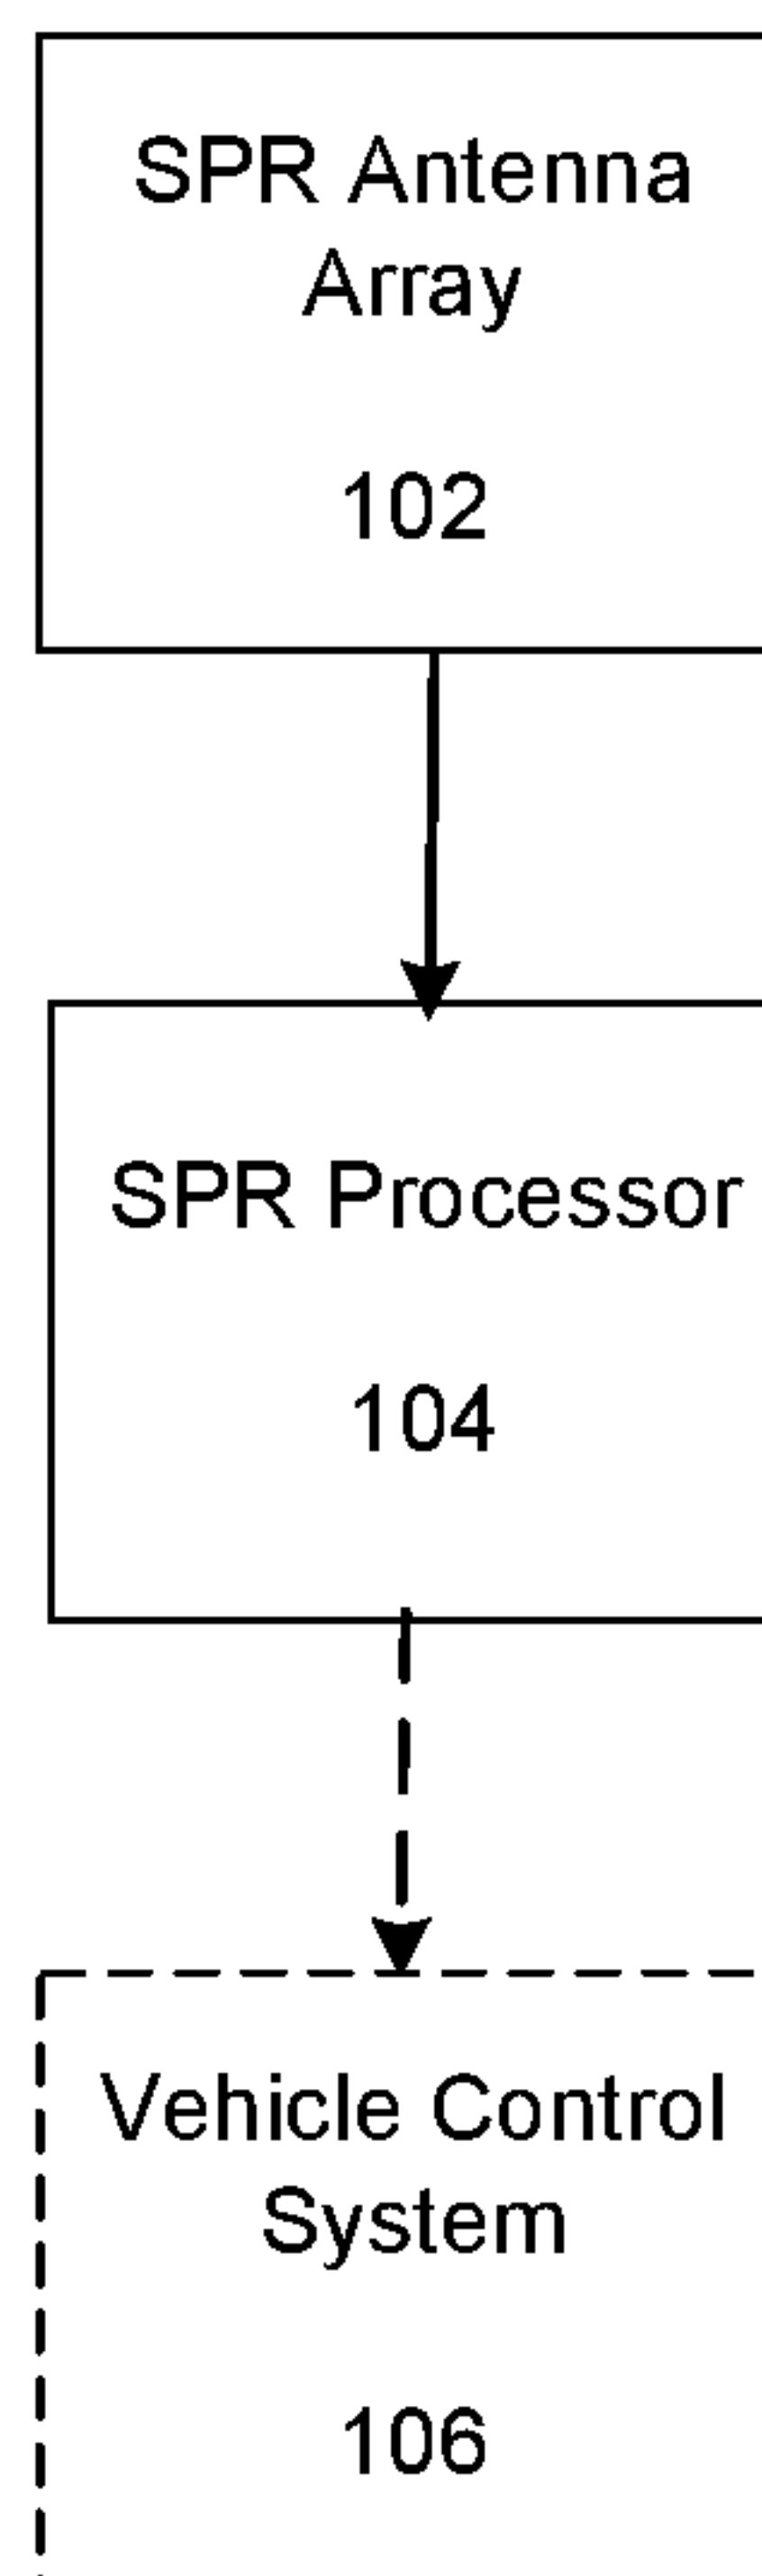 SPR Antenna
Array
102
SPR Processor
104
Vehicle Control
System
106